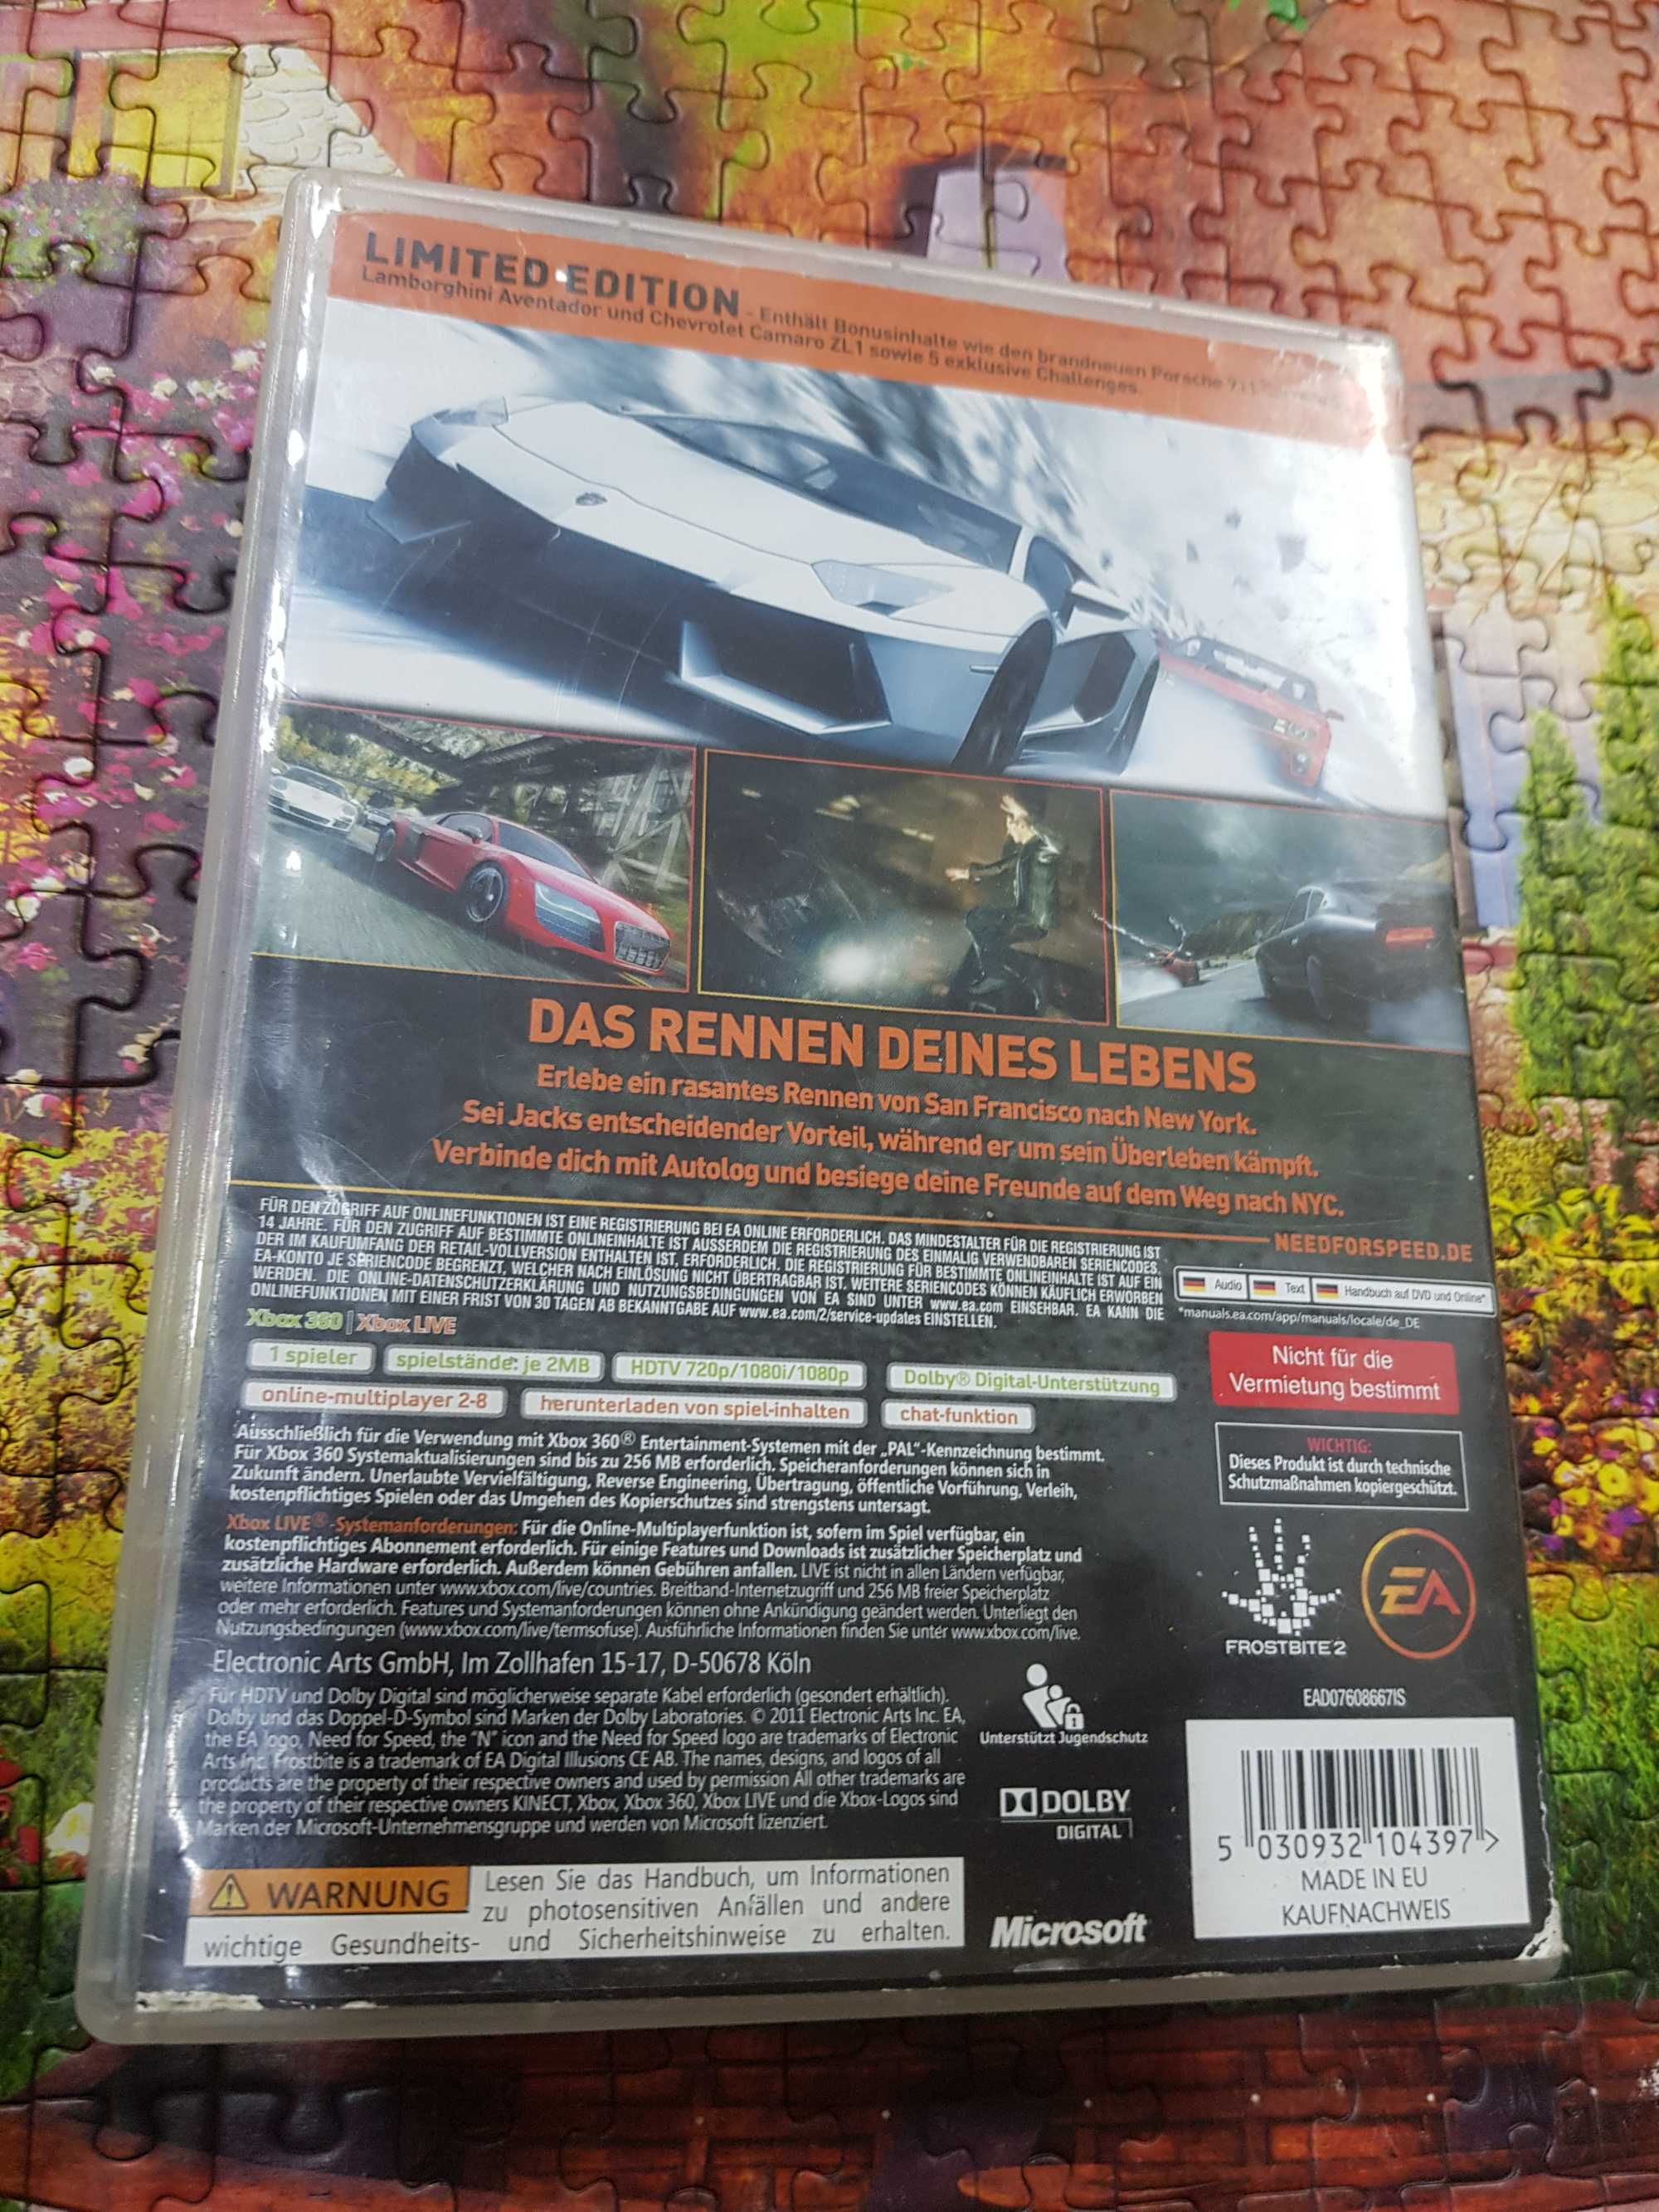 LIMITED EDITION - Enthält Bonusinhalte wie den brandneuen Porsche
Lamborghini Aventador und Chevrolet Camaro ZL1 sowie 5 exklusive Challenges.
DAS RENNEN DEINES LEBENS
Erlebe ein rasantes Rennen von San Francisco nach New York.
Sei Jacks entscheidender Vorteil, während er um sein Überleben kämpft.
Verbinde dich mit Autolog und besiege deine Freunde auf dem Weg nach NYC.
NEEDFORSPEED.DE
FÜR DEN ZUGRIFF AUF ONLINEFUNKTIONEN IST EINE REGISTRIERUNG BEI EA ONLINE ERFORDERLICH. DAS MINDESTALTER FÜR DIE REGISTRIERUNG IST
14 JAHRE. FÜR DEN ZUGRIFF AUF BESTIMMTE ONLINEINHALTE IST AUSSERDEM DIE REGISTRIERUNG DES EINMALIG VERWENDBAREN SERIENCODES,
DER IM KAUFUMFANG DER RETAIL-VOLLVERSION ENTHALTEN IST, ERFORDERLICH. DIE REGISTRIERUNG FÜR BESTIMMTE ONLINEINHALTE IST AUF EIN
EA-KONTO JE SERIENCODE BEGRENZT, WELCHER NACH EINLÖSUNG NICHT ÜBERTRAGBAR IST. WEITERE SERIENCODES KÖNNEN KÄUFLICH ERWORBEN
WERDEN. DIE ONLINE-DATENSCHUTZERKLÄRUNG UND NUTZUNGSBEDINGUNGEN VON EA SIND UNTER www.ea.com EINSEHBAR. EA KANN DIE
ONLINEFUNKTIONEN MIT EINER FRIST VON 30 TAGEN AB BEKANNTGABE AUF www.ea.com/2/service-updates EINSTELLEN.
Audio Text Handbuch auf DVD und Online*
*manuals.ea.com/app/manuals/locale/de_DE
Xbox 360 | Xbox LIVE
1 spieler spielstände: je 2MB HDTV 720p/1080i/1080p Dolby® Digital-Unterstützung
online-multiplayer 2-8 herunterladen von spiel-inhalten chat-funktion
Nicht für die
Vermietung bestimmt
Ausschließlich für die Verwendung mit Xbox 360® Entertainment-Systemen mit der „PAL“-Kennzeichnung bestimmt.
Für Xbox 360 Systemaktualisierungen sind bis zu 256 MB erforderlich. Speicheranforderungen können sich in
Zukunft ändern. Unerlaubte Vervielfältigung, Reverse Engineering, Übertragung, öffentliche Vorführung, Verleih,
kostenpflichtiges Spielen oder das Umgehen des Kopierschutzes sind strengstens untersagt.
WICHTIG:
Dieses Produkt ist durch technische
Schutzmaßnahmen kopiergeschützt.
Xbox LIVE®-Systemanforderungen: Für die Online-Multiplayerfunktion ist, sofern im Spiel verfügbar, ein
kostenpflichtiges Abonnement erforderlich. Für einige Features und Downloads ist zusätzlicher Speicherplatz und
zusätzliche Hardware erforderlich. Außerdem können Gebühren anfallen. LIVE ist nicht in allen Ländern verfügbar,
weitere Informationen unter www.xbox.com/live/countries. Breitband-Internetzugriff und 256 MB freier Speicherplatz
oder mehr erforderlich. Features und Systemanforderungen können ohne Ankündigung geändert werden. Unterliegt den
Nutzungsbedingungen (www.xbox.com/live/termsofuse). Ausführliche Informationen finden Sie unter www.xbox.com/live.
FROSTBITE 2
EA
Electronic Arts GmbH, Im Zollhafen 15-17, D-50678 Köln
Für HDTV und Dolby Digital sind möglicherweise separate Kabel erforderlich (gesondert erhältlich).
Dolby und das Doppel-D-Symbol sind Marken der Dolby Laboratories. © 2011 Electronic Arts Inc. EA,
the EA logo, Need for Speed, the "N" icon and the Need for Speed logo are trademarks of Electronic
Arts Inc. Frostbite is a trademark of EA Digital Illusions CE AB. The names, designs, and logos of all
products are the property of their respective owners and used by permission All other trademarks are
the property of their respective owners KINECT, Xbox, Xbox 360, Xbox LIVE und die Xbox-Logos sind
Marken der Microsoft-Unternehmensgruppe und werden von Microsoft lizenziert.
Unterstützt Jugendschutz
DOLBY
DIGITAL
EAD07608667IS
5 030932 104397 >
MADE IN EU
KAUFNACHWEIS
WARNUNG Lesen Sie das Handbuch, um Informationen
zu photosensitiven Anfällen und andere
wichtige Gesundheits- und Sicherheitshinweise zu erhalten.
Microsoft